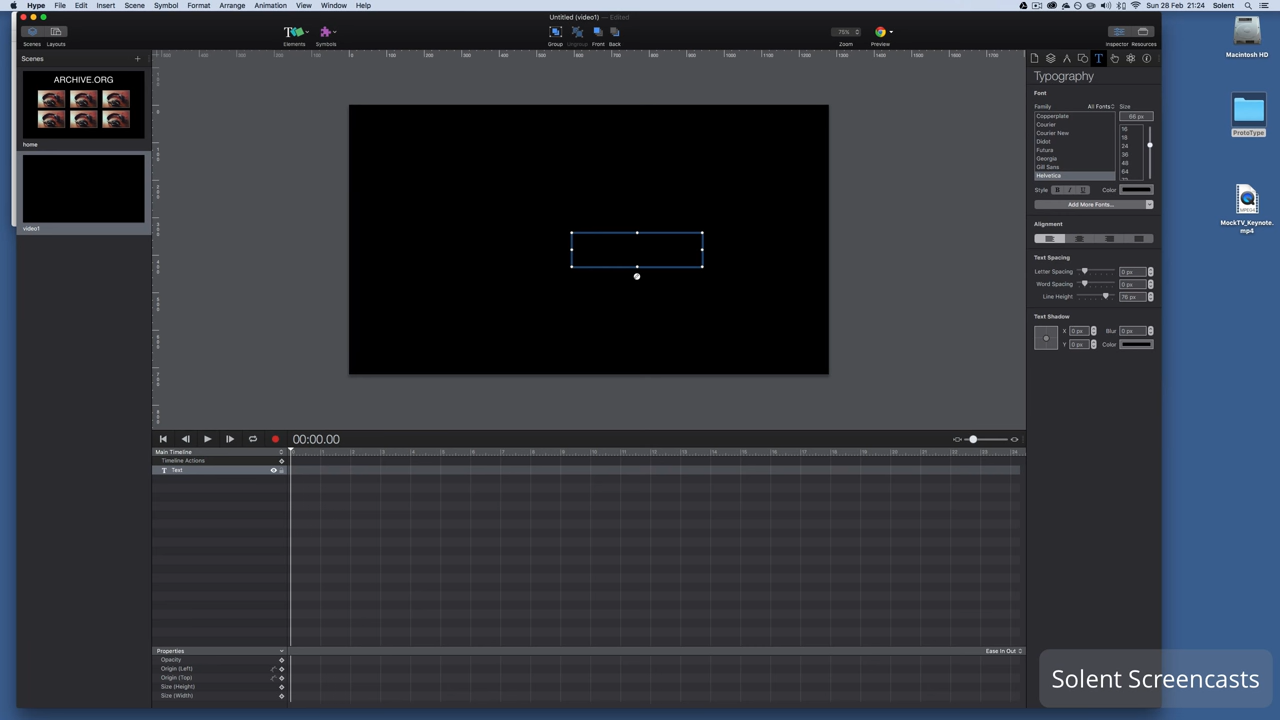 Hype File Edit Insert Scene Symbol Format Arrange Animation View Window Help
Sun 28 Feb 21:24 Solent
Untitled (video1) — Edited
Scenes Layouts
Elements Symbols
Group Ungroup Front Back
75%
Zoom
Preview
Inspector Resources
Macintosh HD
Scenes
ARCHIVE.ORG
home
video1
Typography
Font
Family All Fonts Size
66 px
Copperplate
Courier
Courier New
Didot
Futura
Georgia
Gill Sans
Helvetica
16
18
24
36
48
64
Style B I U Color
Add More Fonts...
Alignment
Text Spacing
Letter Spacing 0 px
Word Spacing 0 px
Line Height 76 px
Text Shadow
X 0 px Blur 0 px
Y 0 px Color
ProtoType
MockTV_Keynote.mp4
00:00.00
Main Timeline
Timeline Actions
T Text
Properties
Ease In Out
Opacity
Origin (Left)
Origin (Top)
Size (Height)
Size (Width)
Solent Screencasts